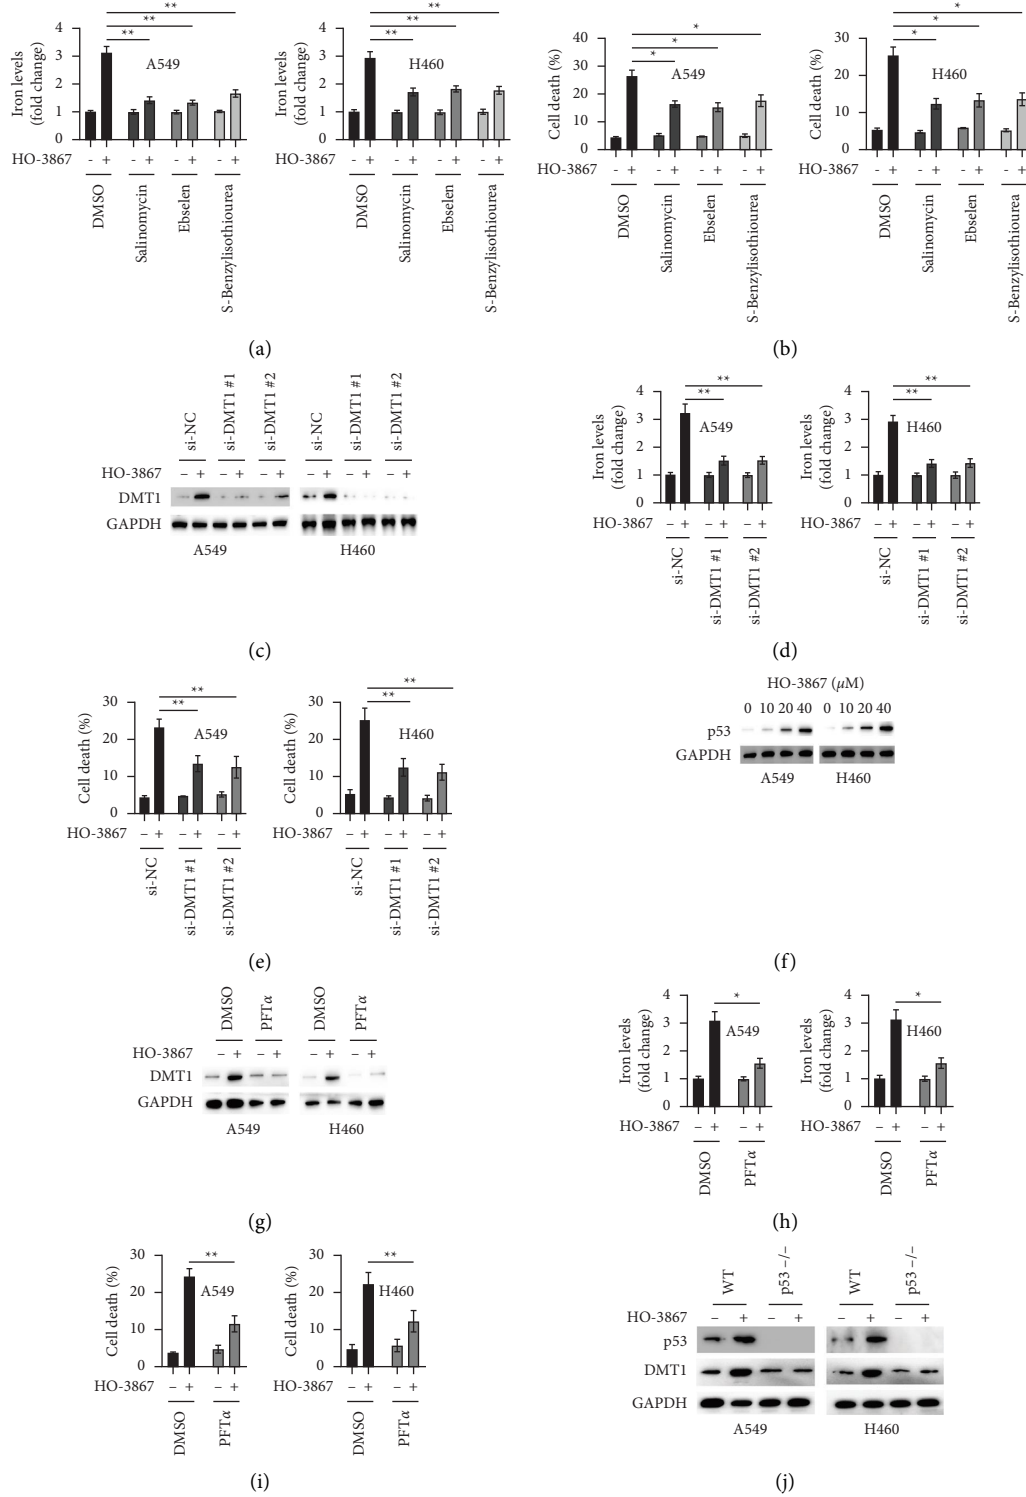 ** ** * *
** ** * *
** ** * *
4 4 40 30
3 A549 3 H460 30 A549 20 H460
2 2 20
1 1 10 10
0 0 0 0
Iron levels (fold change) Iron levels (fold change) Cell death (%) Cell death (%)
HO-3867 - + - + - + - + HO-3867 - + - + - + - + HO-3867 - + - + - + - + HO-3867 - + - + - + - +
DMSO Salinomycin Ebselen S-Benzylisothiourea DMSO Salinomycin Ebselen S-Benzylisothiourea DMSO Salinomycin Ebselen S-Benzylisothiourea DMSO Salinomycin Ebselen S-Benzylisothiourea
(a) (b)
si-NC si-DMT1 #1 si-DMT1 #2 si-NC si-DMT1 #1 si-DMT1 #2
HO-3867 – + – + – + – + – + – +
DMT1
GAPDH
A549 H460
(c)
** **
** **
4 4
3 A549 3 H460
2 2
1 1
0 0
Iron levels (fold change) Iron levels (fold change)
HO-3867 – + – + – + HO-3867 – + – + – +
si-NC si-DMT1 #1 si-DMT1 #2 si-NC si-DMT1 #1 si-DMT1 #2
(d)
** **
** **
30 30
20 A549 20 H460
10 10
0 0
Cell death (%) Cell death (%)
HO-3867 – + – + – + HO-3867 – + – + – +
si-NC si-DMT1 #1 si-DMT1 #2 si-NC si-DMT1 #1 si-DMT1 #2
(e)
HO-3867 (μM)
0 10 20 40 0 10 20 40
p53
GAPDH
A549 H460
(f)
DMSO PFTα DMSO PFTα
HO-3867 – + – + – + – +
DMT1
GAPDH
A549 H460
(g)
* *
4 4
3 A549 3 H460
2 2
1 1
0 0
Iron levels (fold change) Iron levels (fold change)
HO-3867 – + – + HO-3867 – + – +
DMSO PFTα DMSO PFTα
(h)
** **
30 30
20 A549 20 H460
10 10
0 0
Cell death (%) Cell death (%)
HO-3867 – + – + HO-3867 – + – +
DMSO PFTα DMSO PFTα
(i)
WT p53 –/– WT p53 –/–
HO-3867 – + – + – + – +
p53
DMT1
GAPDH
A549 H460
(j)